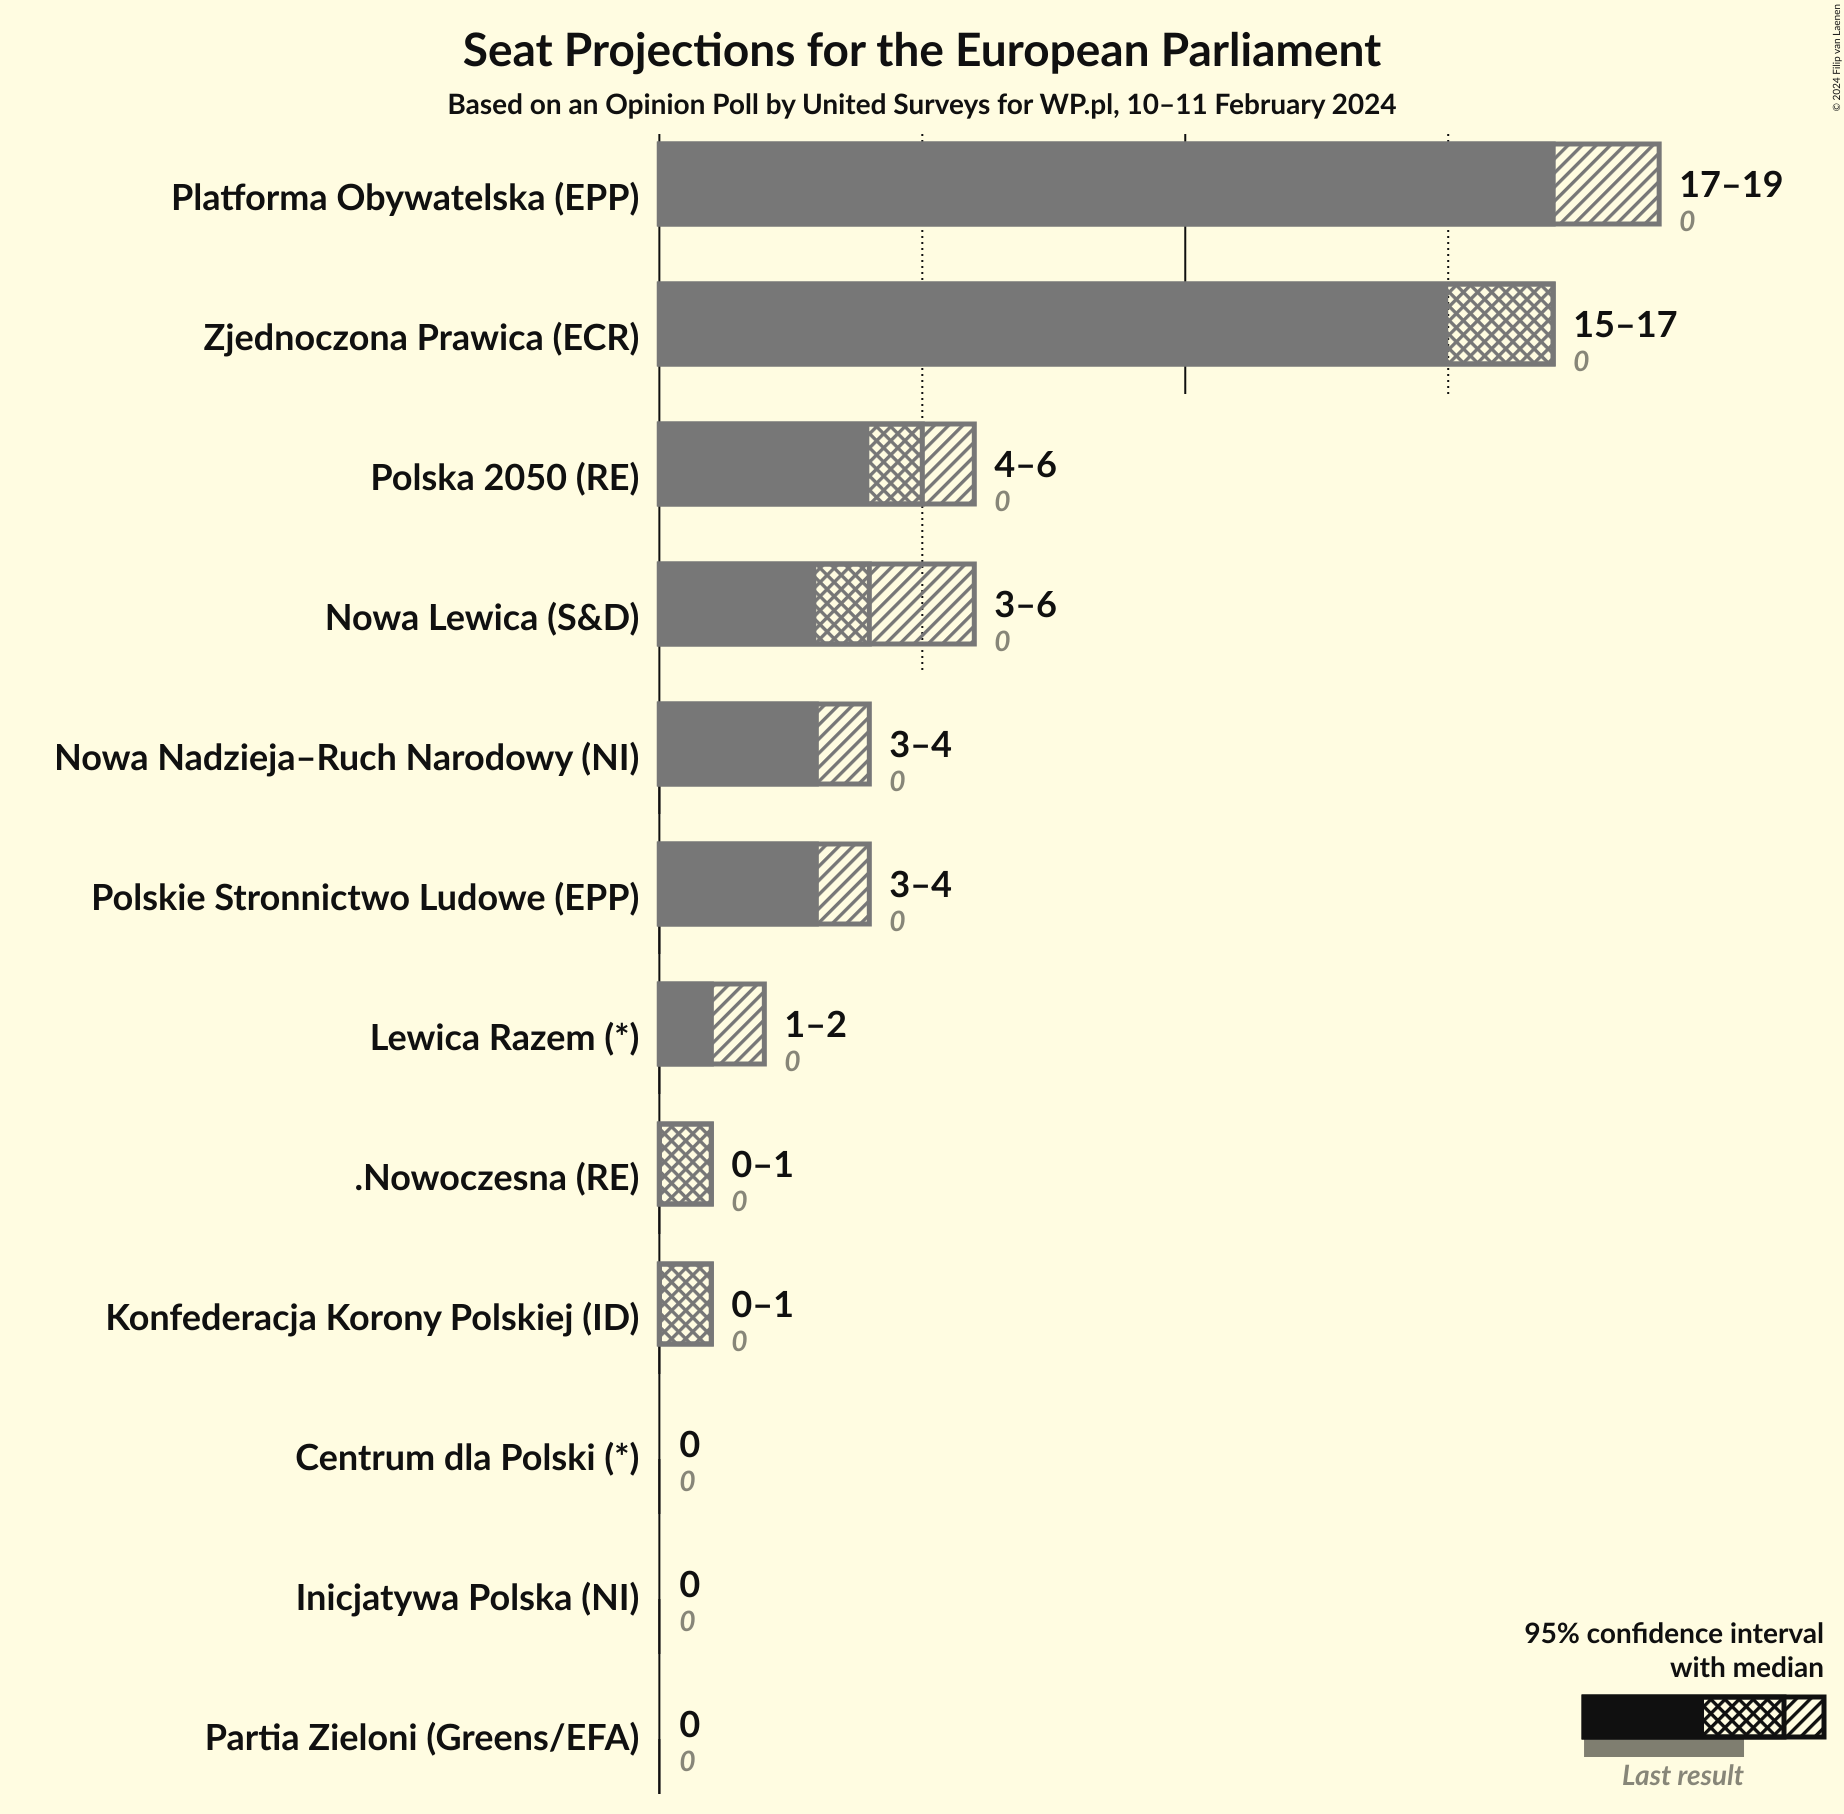 Seat Projections for the European Parliament
Based on an Opinion Poll by United Surveys for WP.pl, 10–11 February 2024
© 2024 Filip van Laenen
Platforma Obywatelska (EPP)
17–19
0
Zjednoczona Prawica (ECR)
15–17
0
Polska 2050 (RE)
4–6
0
Nowa Lewica (S&D)
3–6
0
Nowa Nadzieja–Ruch Narodowy (NI)
3–4
0
Polskie Stronnictwo Ludowe (EPP)
3–4
0
Lewica Razem (*)
1–2
0
.Nowoczesna (RE)
0–1
0
Konfederacja Korony Polskiej (ID)
0–1
0
Centrum dla Polski (*)
0
0
Inicjatywa Polska (NI)
0
0
Partia Zieloni (Greens/EFA)
0
0
95% confidence interval
with median
Last result